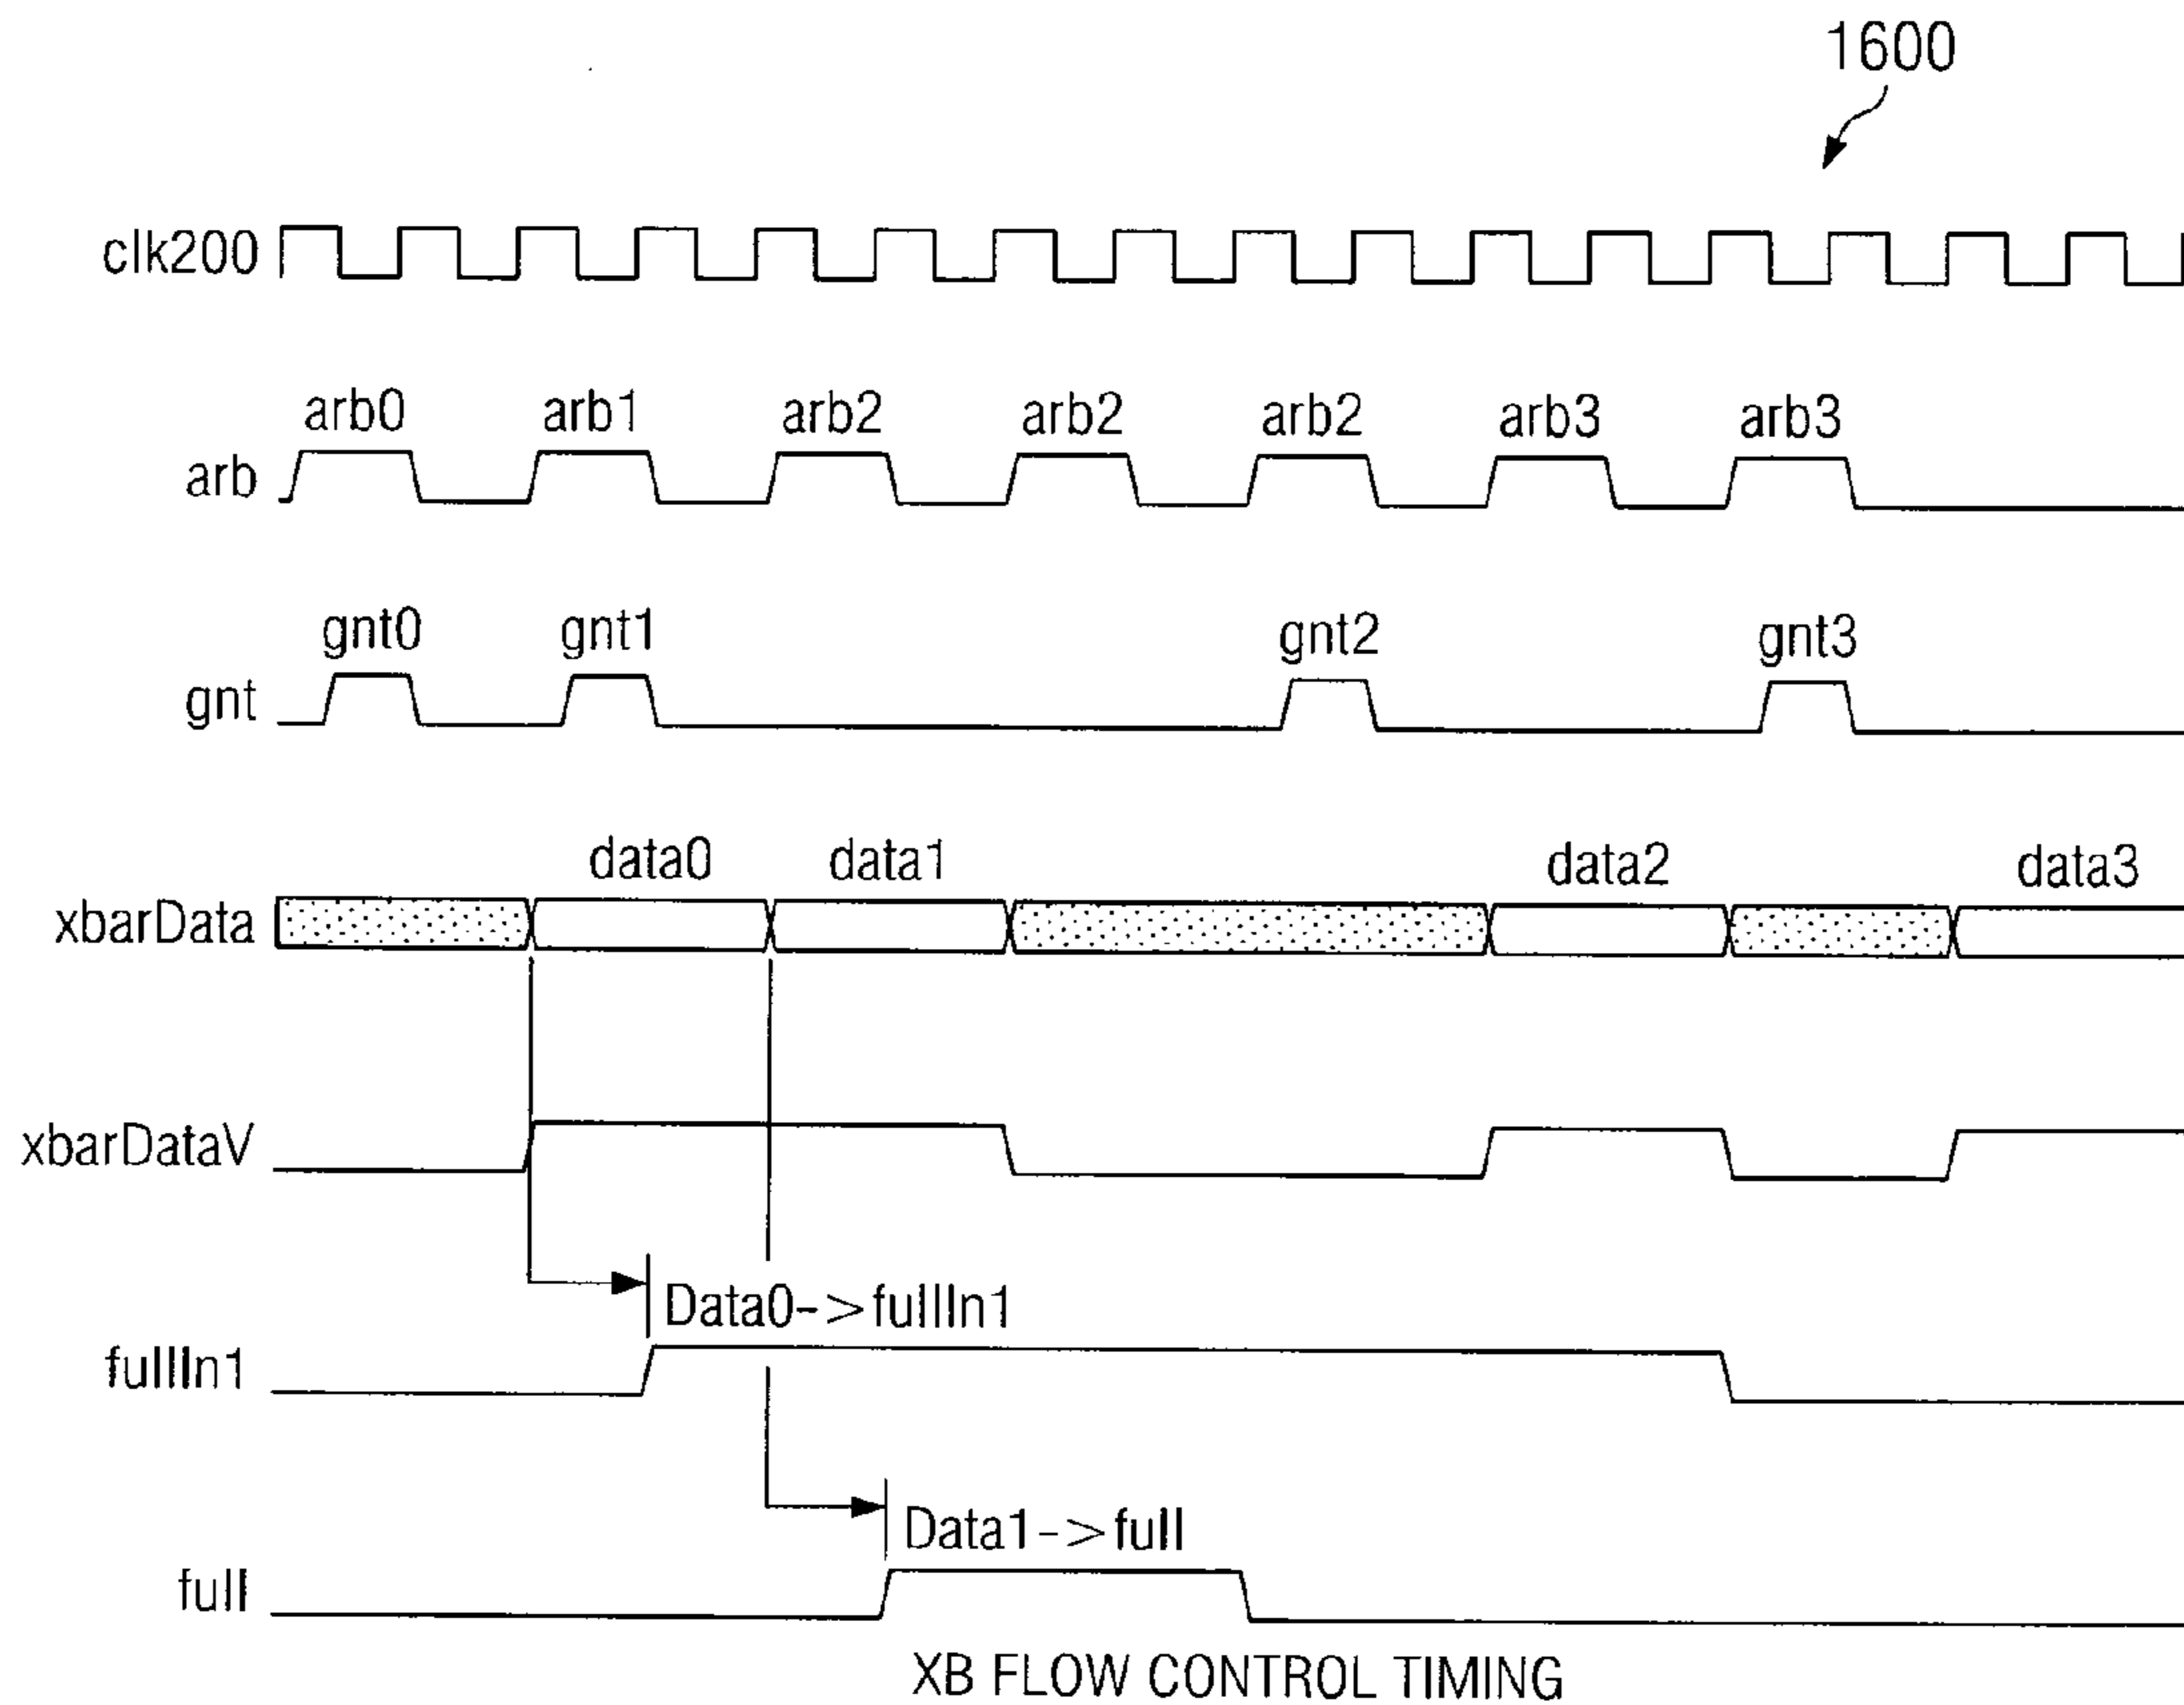 1600
clk200
arb0 arb1 arb2 arb2 arb2 arb3 arb3
arb
gnt0 gnt1 gnt2 gnt3
gnt
data0 data1 data2 data3
xbarData
xbarDataV
Data0->fullIn1
fullIn1
Data1->full
full
XB FLOW CONTROL TIMING